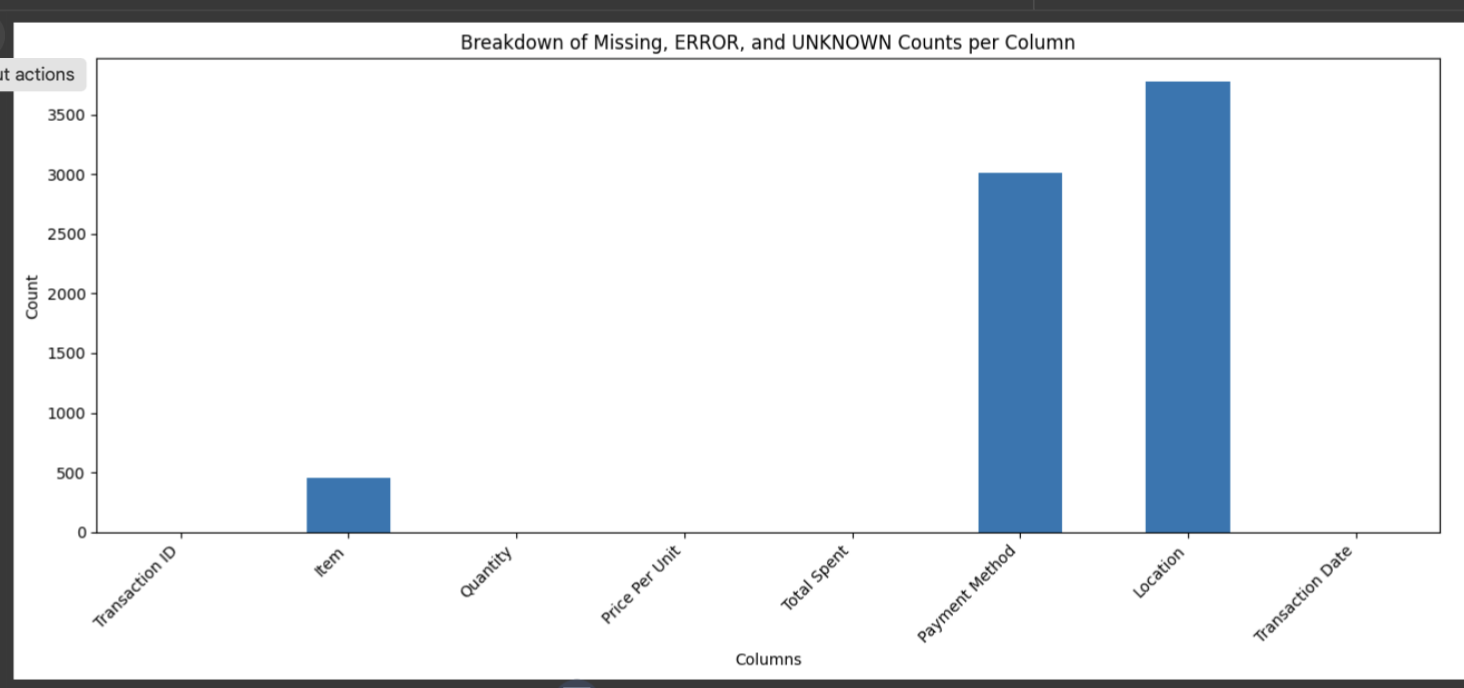 Breakdown of Missing, ERROR, and UNKNOWN Counts per Column
ut actions
3500
3000
2500
2000
1500
1000
500
0
Count
Transaction ID
Item
Quantity
Price Per Unit
Total Spent
Payment Method
Location
Transaction Date
Columns